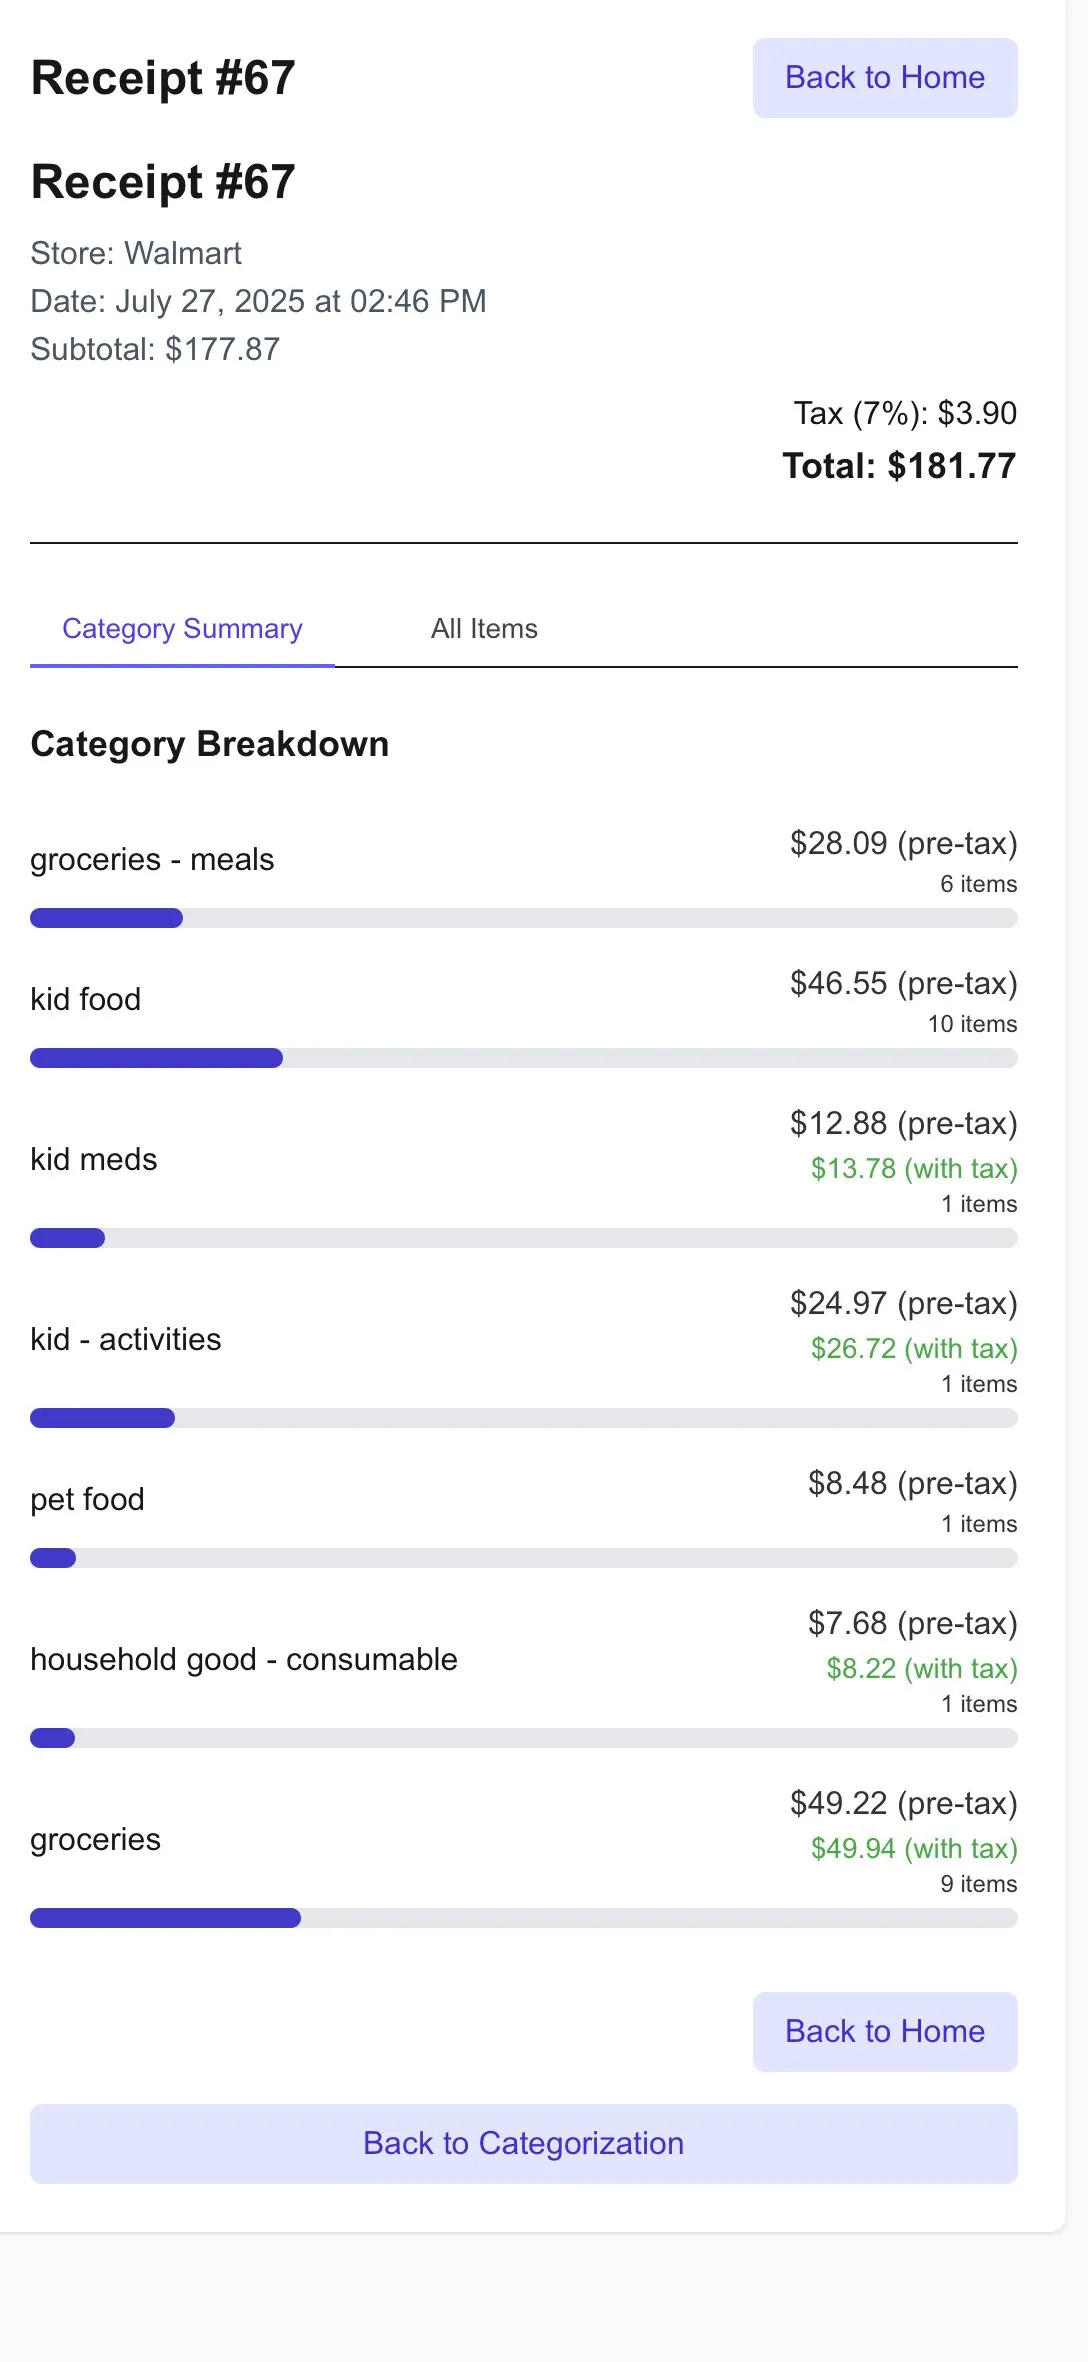 Receipt #67
Back to Home
Receipt #67
Store: Walmart
Date: July 27, 2025 at 02:46 PM
Subtotal: $177.87
Tax (7%): $3.90
Total: $181.77
Category Summary
All Items
Category Breakdown
groceries - meals
$28.09 (pre-tax)
6 items
kid food
$46.55 (pre-tax)
10 items
kid meds
$12.88 (pre-tax)
$13.78 (with tax)
1 items
kid - activities
$24.97 (pre-tax)
$26.72 (with tax)
1 items
pet food
$8.48 (pre-tax)
1 items
household good - consumable
$7.68 (pre-tax)
$8.22 (with tax)
1 items
groceries
$49.22 (pre-tax)
$49.94 (with tax)
9 items
Back to Home
Back to Categorization